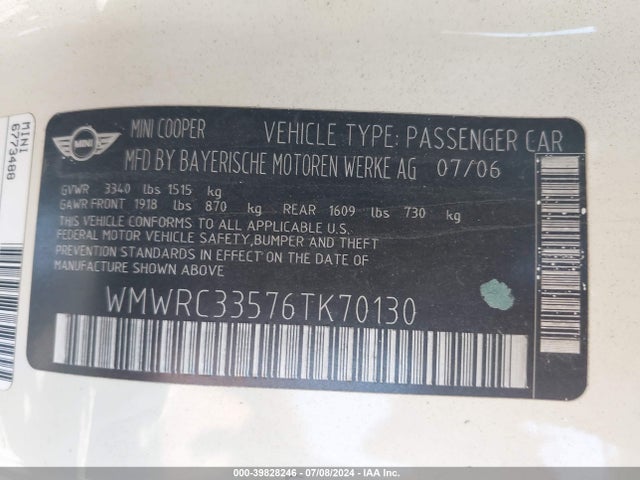 MINI
6773488
MINI
MINI COOPER VEHICLE TYPE: PASSENGER CAR
MFD BY BAYERISCHE MOTOREN WERKE AG 07/06
GVWR 3340 lbs 1515 kg
GAWR FRONT 1918 lbs 870 kg REAR 1609 lbs 730 kg
THIS VEHICLE CONFORMS TO ALL APPLICABLE U.S.
FEDERAL MOTOR VEHICLE SAFETY,BUMPER AND THEFT
PREVENTION STANDARDS IN EFFECT ON THE DATE OF
MANUFACTURE SHOWN ABOVE
WMWRC33576TK70130
000-39828246 - 07/08/2024 - IAA Inc.